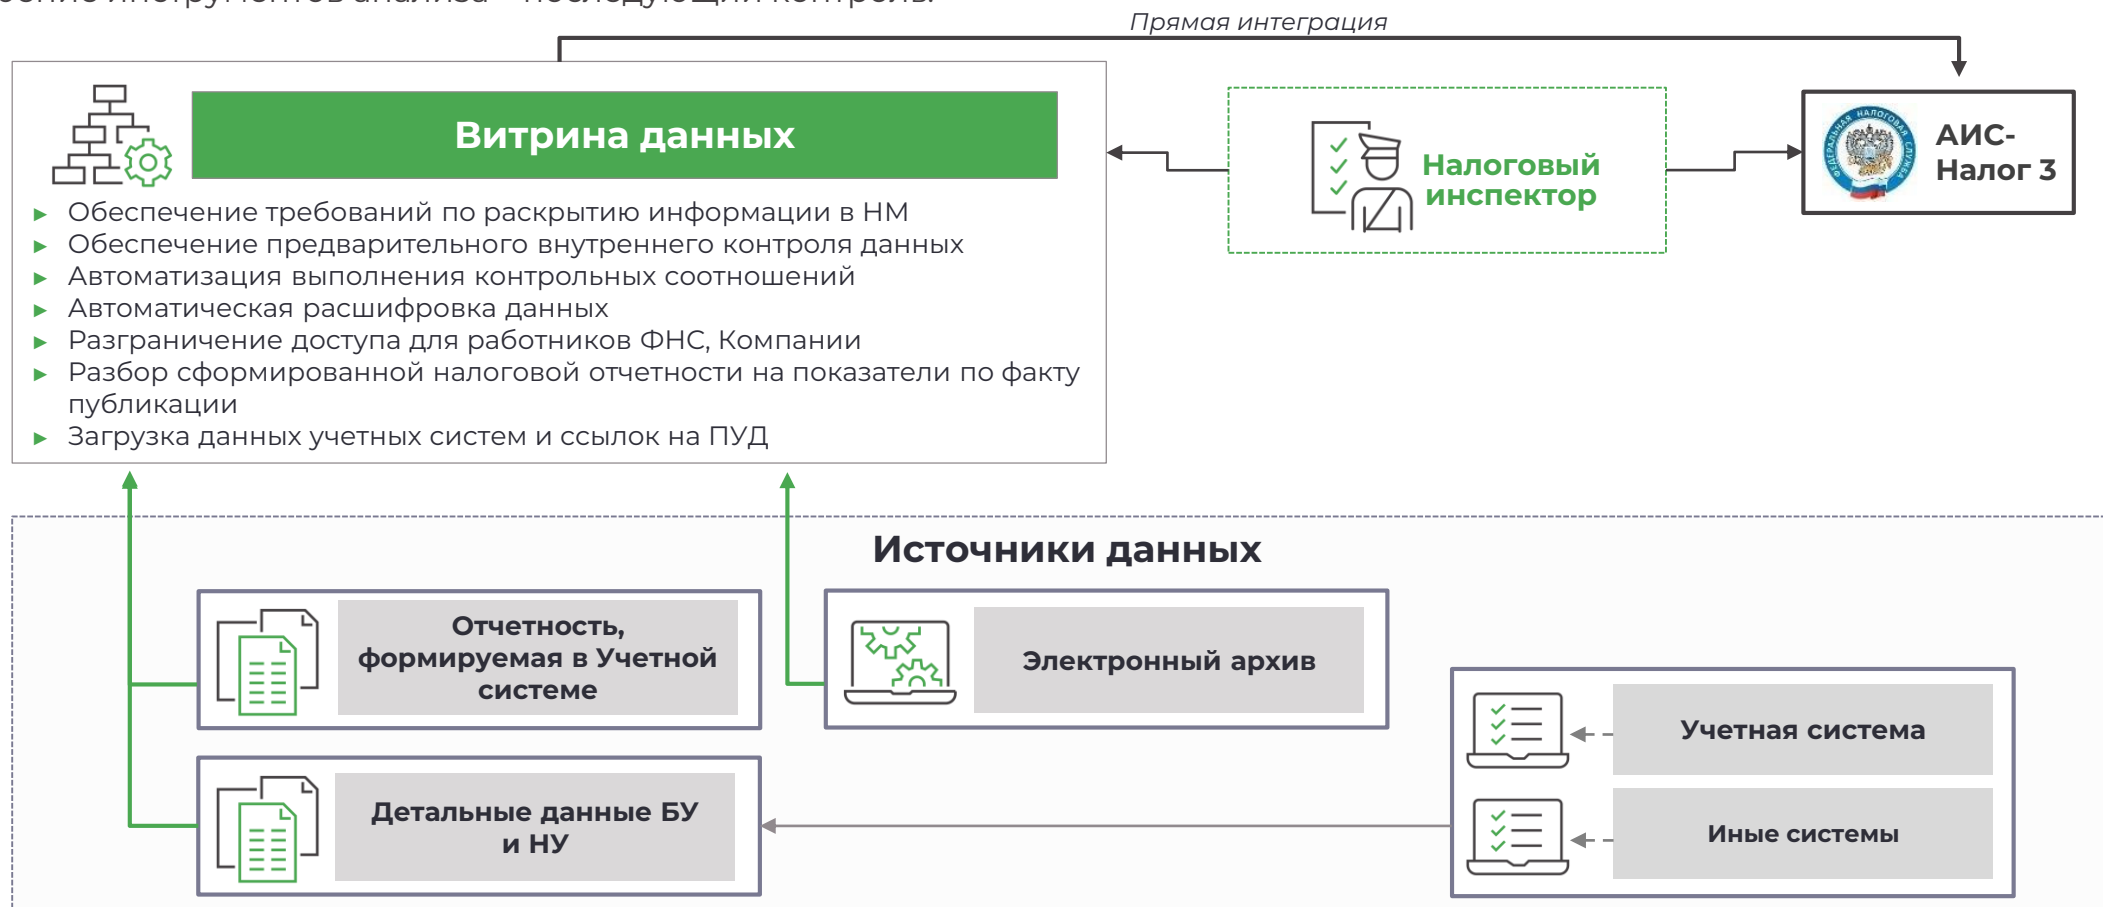 Прямая интеграция
Витрина данных
► Обеспечение требований по раскрытию информации в НМ
► Обеспечение предварительного внутреннего контроля данных
► Автоматизация выполнения контрольных соотношений
► Автоматическая расшифровка данных
► Разграничение доступа для работников ФНС, Компании
► Разбор сформированной налоговой отчетности на показатели по факту
публикации
► Загрузка данных учетных систем и ссылок на ПУД
Налоговый
инспектор
ФЕДЕРАЛЬНАЯ НАЛОГОВАЯ СЛУЖБА
АИС-
Налог 3
Источники данных
Отчетность,
формируемая в Учетной
системе
Электронный архив
Детальные данные БУ
и НУ
Учетная система
Иные системы